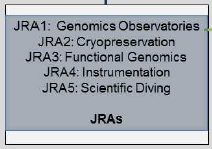 JRA1: Genomics Observatories
JRA2: Cryopreservation
JRA3: Functional Genomics
JRA4: Instrumentation
JRA5: Scientific Diving
JRAs